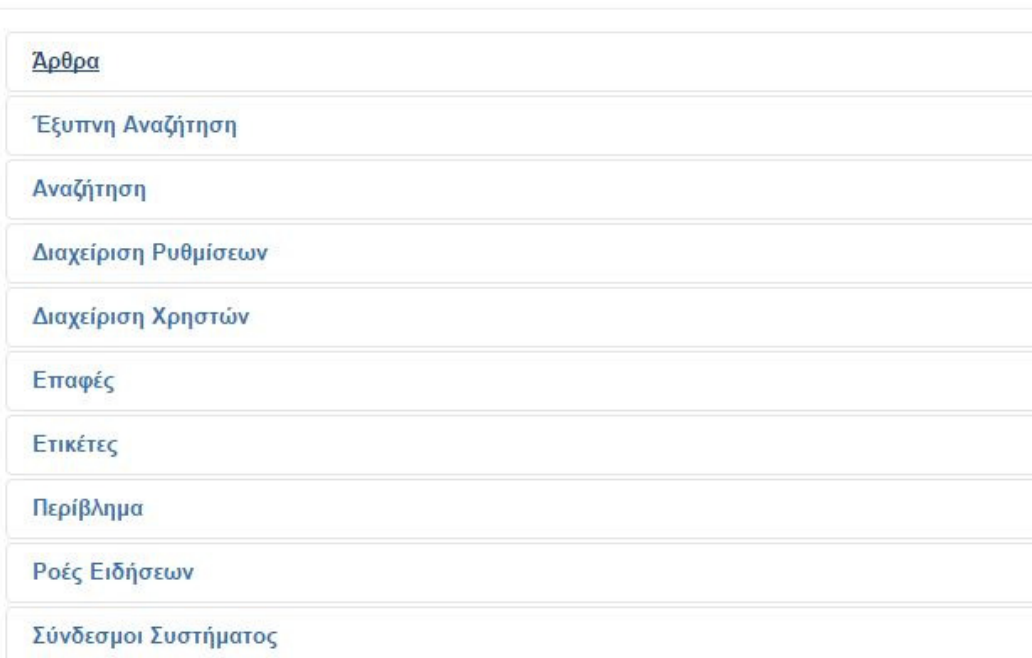 Άρθρα
Έξυπνη Αναζήτηση
Αναζήτηση
Διαχείριση Ρυθμίσεων
Διαχείριση Χρηστών
Επαφές
Ετικέτες
Περίβλημα
Ροές Ειδήσεων
Σύνδεσμοι Συστήματος